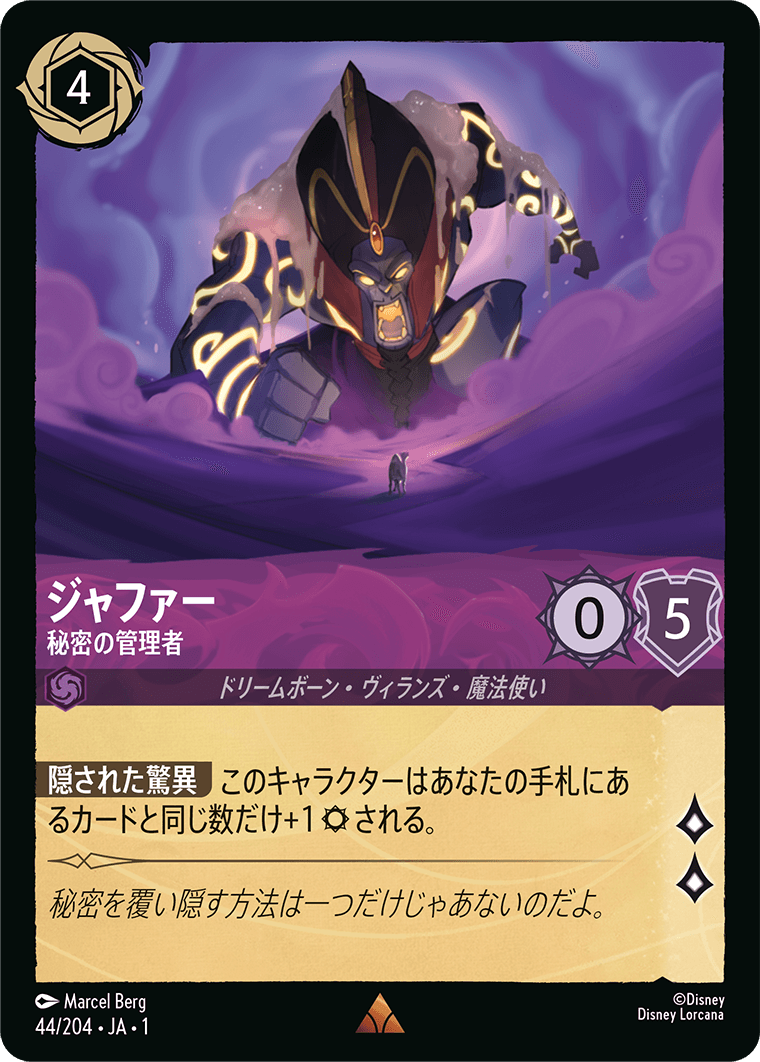 4
ジャファー
秘密の管理者
0
5
ドリームボーン・ヴィランズ・魔法使い
隠された驚異 このキャラクターはあなたの手札にあ
るカードと同じ数だけ+1 される。
秘密を覆い隠す方法は一つだけじゃあないのだよ。
Marcel Berg
©Disney
44/204・JA・1
Disney Lorcana